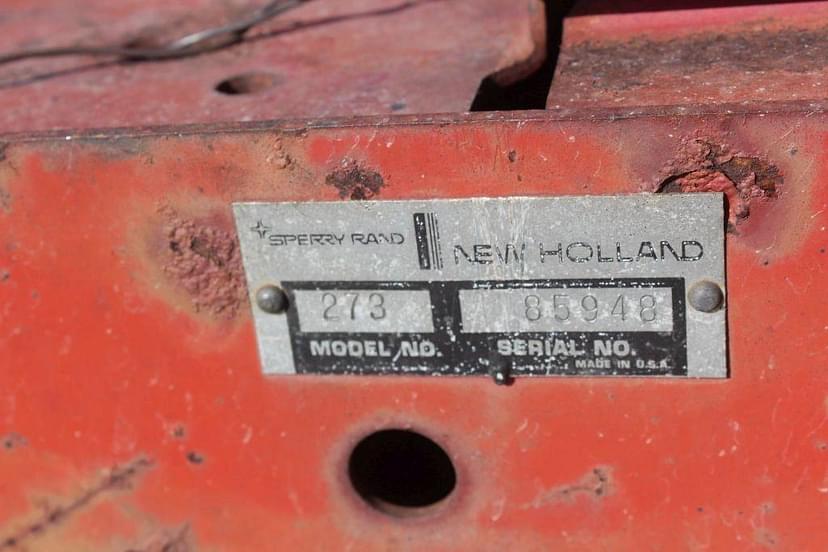 SPERRY RAND NEW HOLLAND
273 85948
MODEL NO. SERIAL NO.
MADE IN U.S.A.